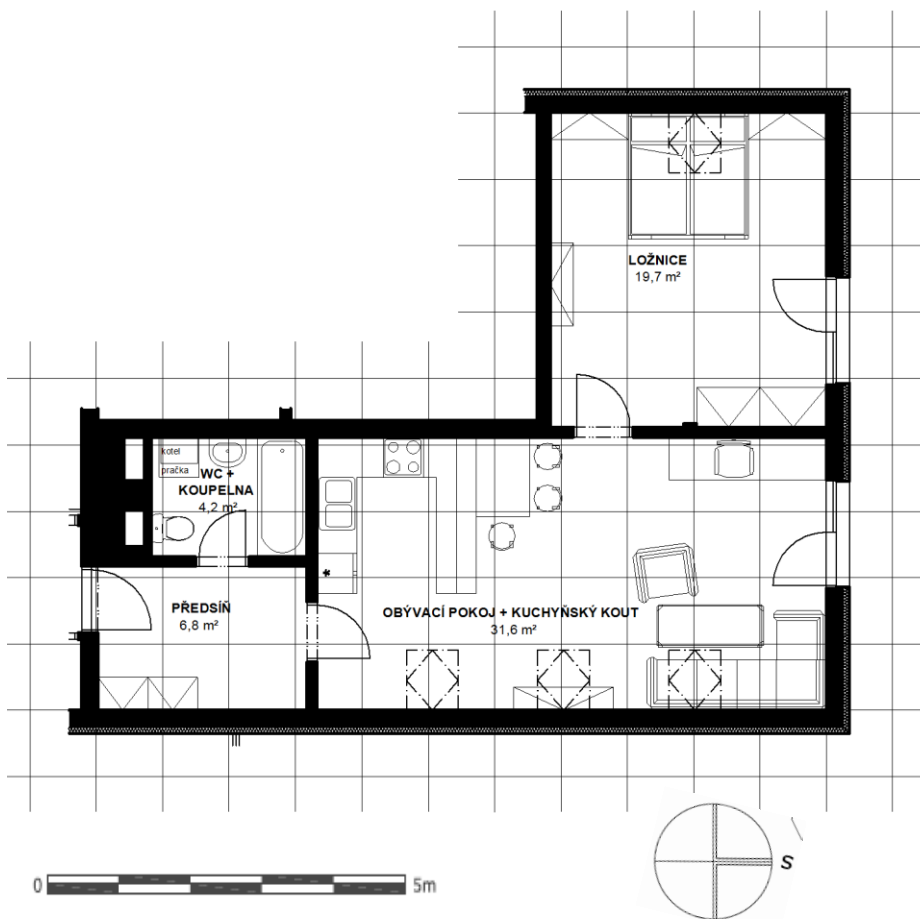 LOŽNICE
19,7 m²
kotel
pračka
WC +
KOUPELNA
4,2 m²
PŘEDSÍŇ
6,8 m²
*
OBÝVACÍ POKOJ + KUCHYŇSKÝ KOUT
31,6 m²
S
0 5m